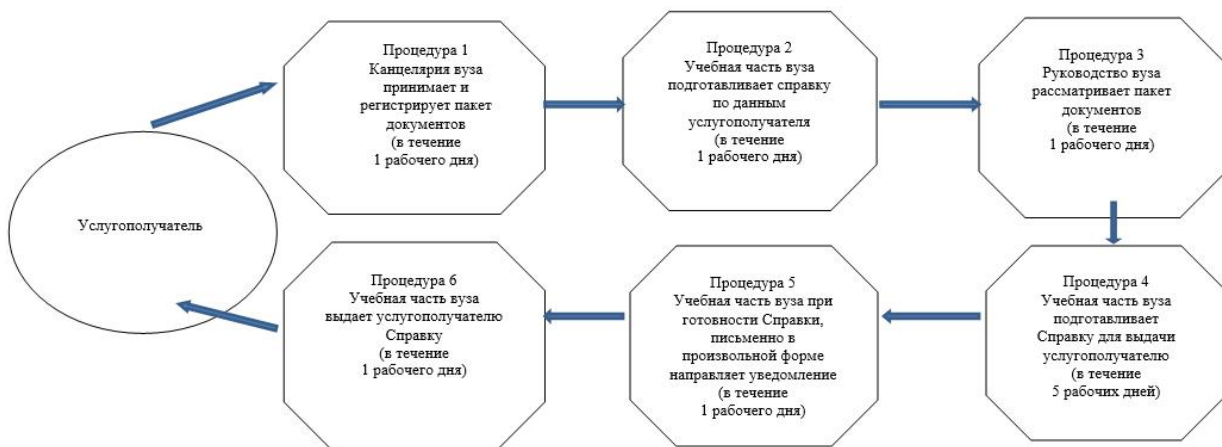 Процедура 1
Канцелярия вуза
принимает и
регистрирует пакет
документов
(в течение
1 рабочего дня)
Процедура 2
Учебная часть вуза
подготавливает справку
по данным
услугополучателя
(в течение
1 рабочего дня)
Процедура 3
Руководство вуза
рассматривает пакет
документов
(в течение
1 рабочего дня)
Услугополучатель
Процедура 4
Учебная часть вуза
подготавливает
Справку для выдачи
услугополучателю
(в течение
5 рабочих дней)
Процедура 5
Учебная часть вуза при
готовности Справки,
письменно в
произвольной форме
направляет уведомление
(в течение
1 рабочего дня)
Процедура 6
Учебная часть вуза
выдает услугополучателю
Справку
(в течение
1 рабочего дня)